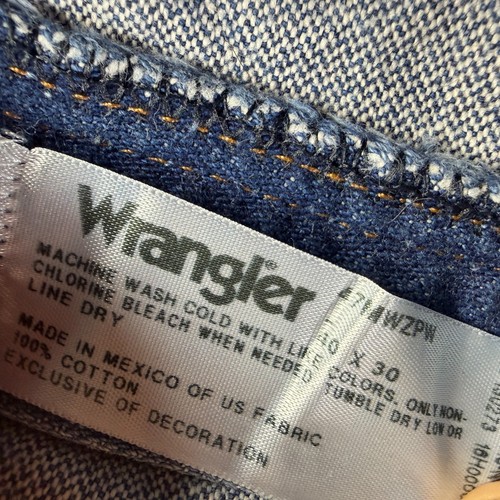 Wrangler®
MACHINE WASH COLD WITH LIKE COLORS. ONLY NON-
CHLORINE BLEACH WHEN NEEDED. TUMBLE DRY LOW OR
LINE DRY
X 30
MADE IN MEXICO OF US FABRIC
100% COTTON
EXCLUSIVE OF DECORATION